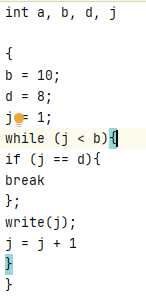 int a, b, d, j
{
b = 10;
d = 8;
j = 1;
while (j < b){
if (j == d){
break
};
write(j);
j = j + 1
}
}